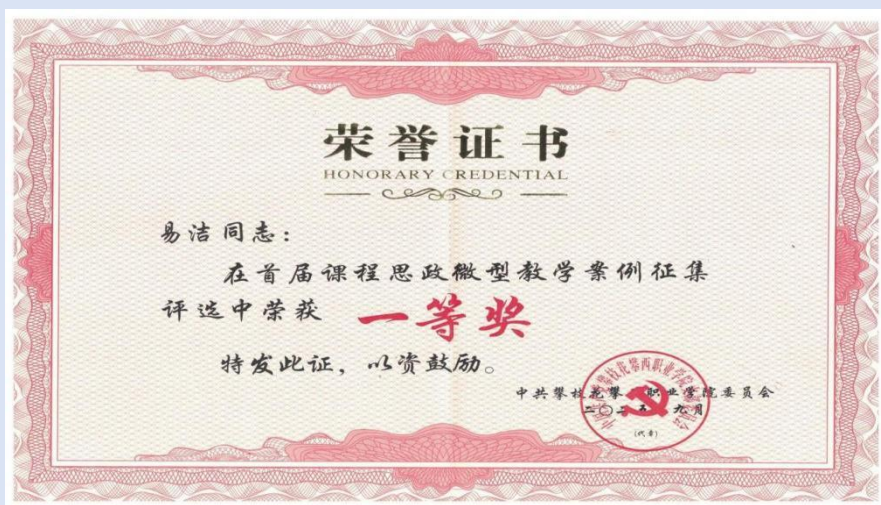 荣誉证书
HONORARY CREDENTIAL
易洁同志：
在首届课程思政微型教学案例征集
评选中荣获 一等奖
特发此证，以资鼓励。
中共攀枝花攀西职业学院委员会
二〇二五 九月
(代章)